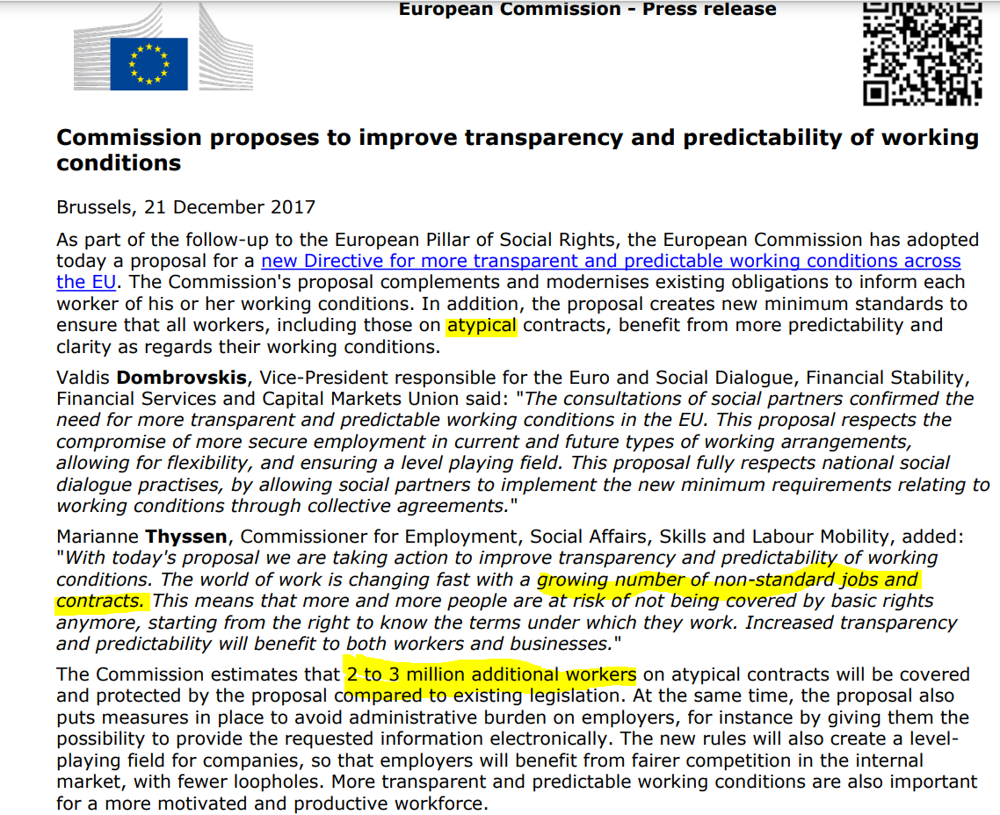 European Commission - Press release
Commission proposes to improve transparency and predictability of working
conditions
Brussels, 21 December 2017
As part of the follow-up to the European Pillar of Social Rights, the European Commission has adopted
today a proposal for a new Directive for more transparent and predictable working conditions across
the EU. The Commission's proposal complements and modernises existing obligations to inform each
worker of his or her working conditions. In addition, the proposal creates new minimum standards to
ensure that all workers, including those on atypical contracts, benefit from more predictability and
clarity as regards their working conditions.
Valdis Dombrovskis, Vice-President responsible for the Euro and Social Dialogue, Financial Stability,
Financial Services and Capital Markets Union said: "The consultations of social partners confirmed the
need for more transparent and predictable working conditions in the EU. This proposal respects the
compromise of more secure employment in current and future types of working arrangements,
allowing for flexibility, and ensuring a level playing field. This proposal fully respects national social
dialogue practises, by allowing social partners to implement the new minimum requirements relating to
working conditions through collective agreements."
Marianne Thyssen, Commissioner for Employment, Social Affairs, Skills and Labour Mobility, added:
"With today's proposal we are taking action to improve transparency and predictability of working
conditions. The world of work is changing fast with a growing number of non-standard jobs and
contracts. This means that more and more people are at risk of not being covered by basic rights
anymore, starting from the right to know the terms under which they work. Increased transparency
and predictability will benefit to both workers and businesses."
The Commission estimates that 2 to 3 million additional workers on atypical contracts will be covered
and protected by the proposal compared to existing legislation. At the same time, the proposal also
puts measures in place to avoid administrative burden on employers, for instance by giving them the
possibility to provide the requested information electronically. The new rules will also create a level-
playing field for companies, so that employers will benefit from fairer competition in the internal
market, with fewer loopholes. More transparent and predictable working conditions are also important
for a more motivated and productive workforce.